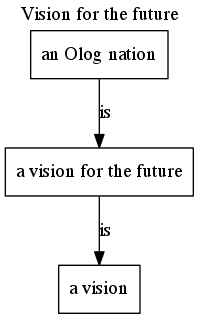 Vision for the future
an Olog nation
is
a vision for the future
is
a vision